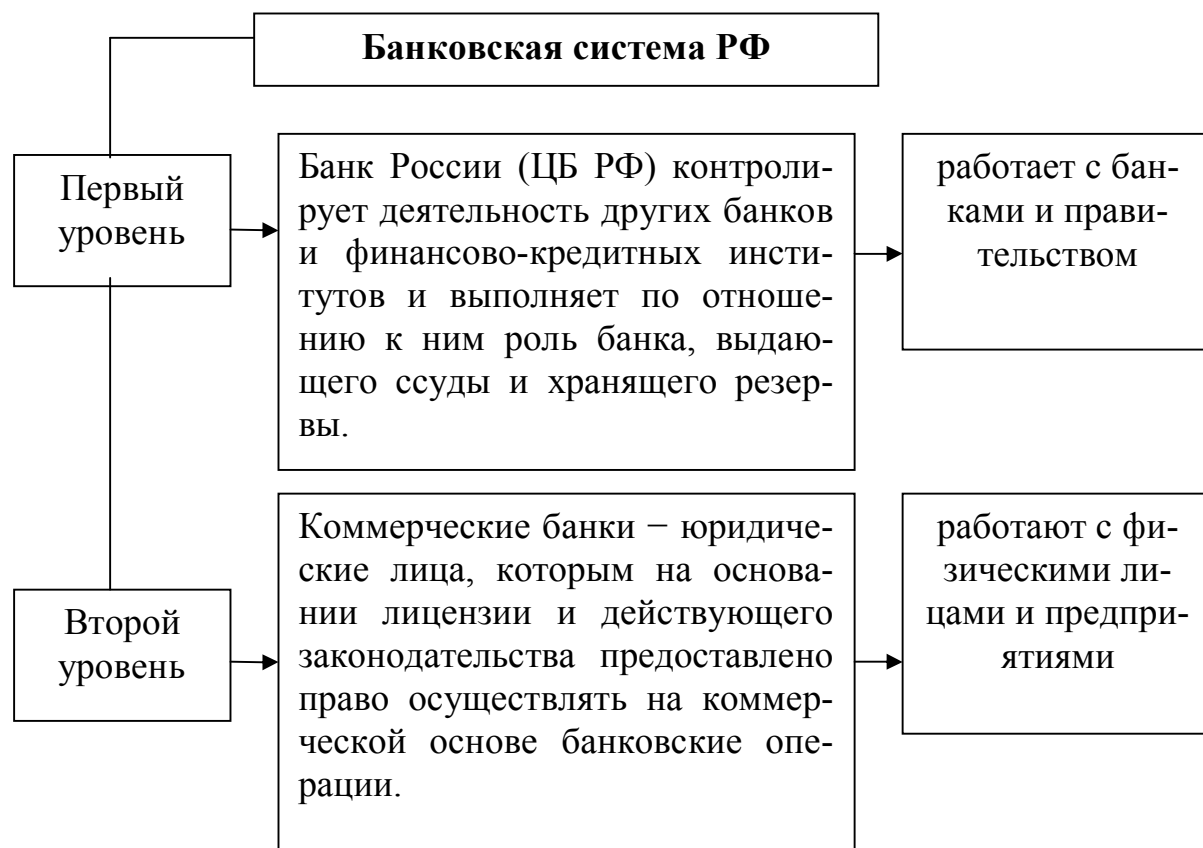 Банковская система РФ
Первый
уровень
Банк России (ЦБ РФ) контроли-
рует деятельность других банков
и финансово-кредитных инсти-
тутов и выполняет по отноше-
нию к ним роль банка, выдаю-
щего ссуды и хранящего резер-
вы.
работает с бан-
ками и прави-
тельством
Второй
уровень
Коммерческие банки − юридиче-
ские лица, которым на основа-
нии лицензии и действующего
законодательства предоставлено
право осуществлять на коммер-
ческой основе банковские опе-
рации.
работают с фи-
зическими ли-
цами и предпри-
ятиями